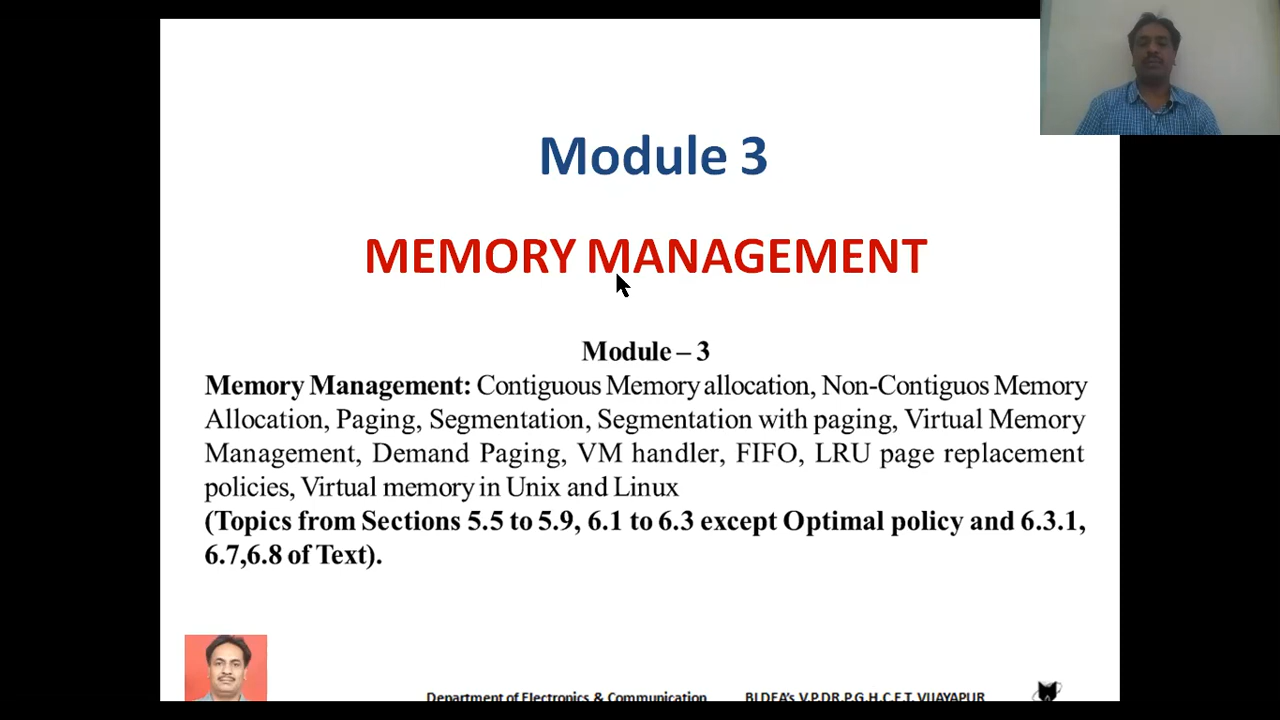 Module 3
MEMORY MANAGEMENT
Module – 3
Memory Management: Contiguous Memory allocation, Non-Contiguos Memory
Allocation, Paging, Segmentation, Segmentation with paging, Virtual Memory
Management, Demand Paging, VM handler, FIFO, LRU page replacement
policies, Virtual memory in Unix and Linux
(Topics from Sections 5.5 to 5.9, 6.1 to 6.3 except Optimal policy and 6.3.1,
6.7,6.8 of Text).
Department of Electronics & Communication BLDEA's V.P.DR.P.G.H.C.E.T. VIJAYAPUR